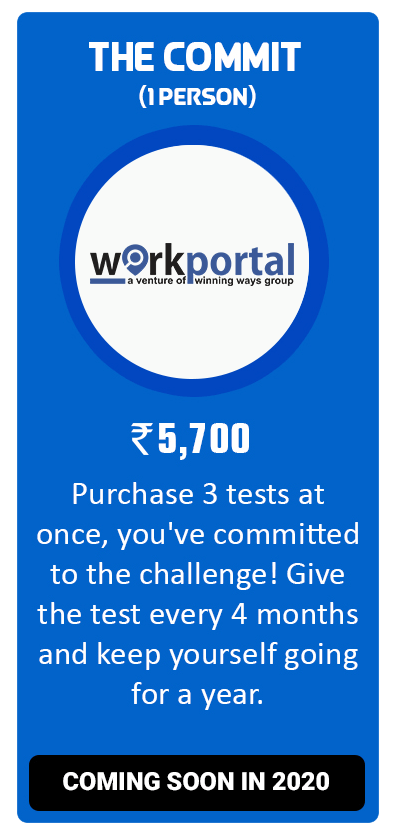 THE COMMIT
(1 PERSON)
workportal
a venture of winning ways group
₹5,700
Purchase 3 tests at
once, you've committed
to the challenge! Give
the test every 4 months
and keep yourself going
for a year.
COMING SOON IN 2020